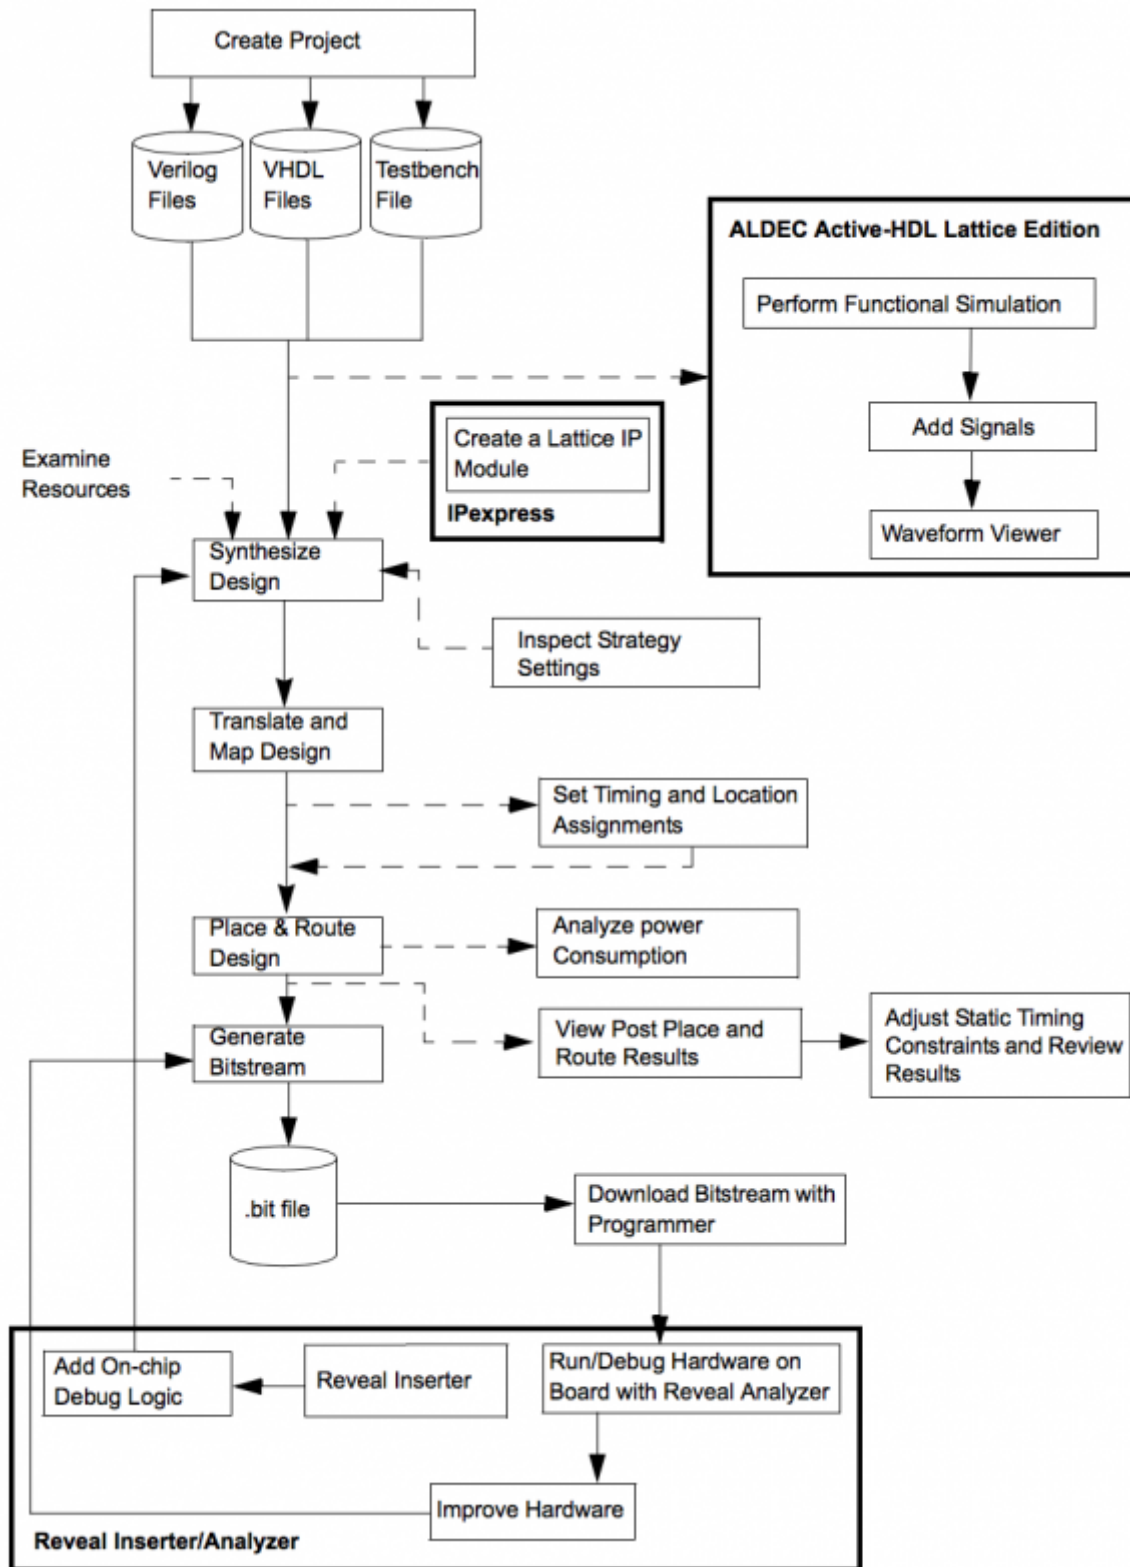 Create Project
Verilog
Files
VHDL
Files
Testbench
File
ALDEC Active-HDL Lattice Edition
Perform Functional Simulation
Add Signals
Waveform Viewer
Create a Lattice IP
Module
IPexpress
Examine
Resources
Synthesize
Design
Inspect Strategy
Settings
Translate and
Map Design
Set Timing and Location
Assignments
Place & Route
Design
Analyze power
Consumption
Generate
Bitstream
View Post Place and
Route Results
Adjust Static Timing
Constraints and Review
Results
.bit file
Download Bitstream with
Programmer
Add On-chip
Debug Logic
Reveal Inserter
Run/Debug Hardware on
Board with Reveal Analyzer
Improve Hardware
Reveal Inserter/Analyzer